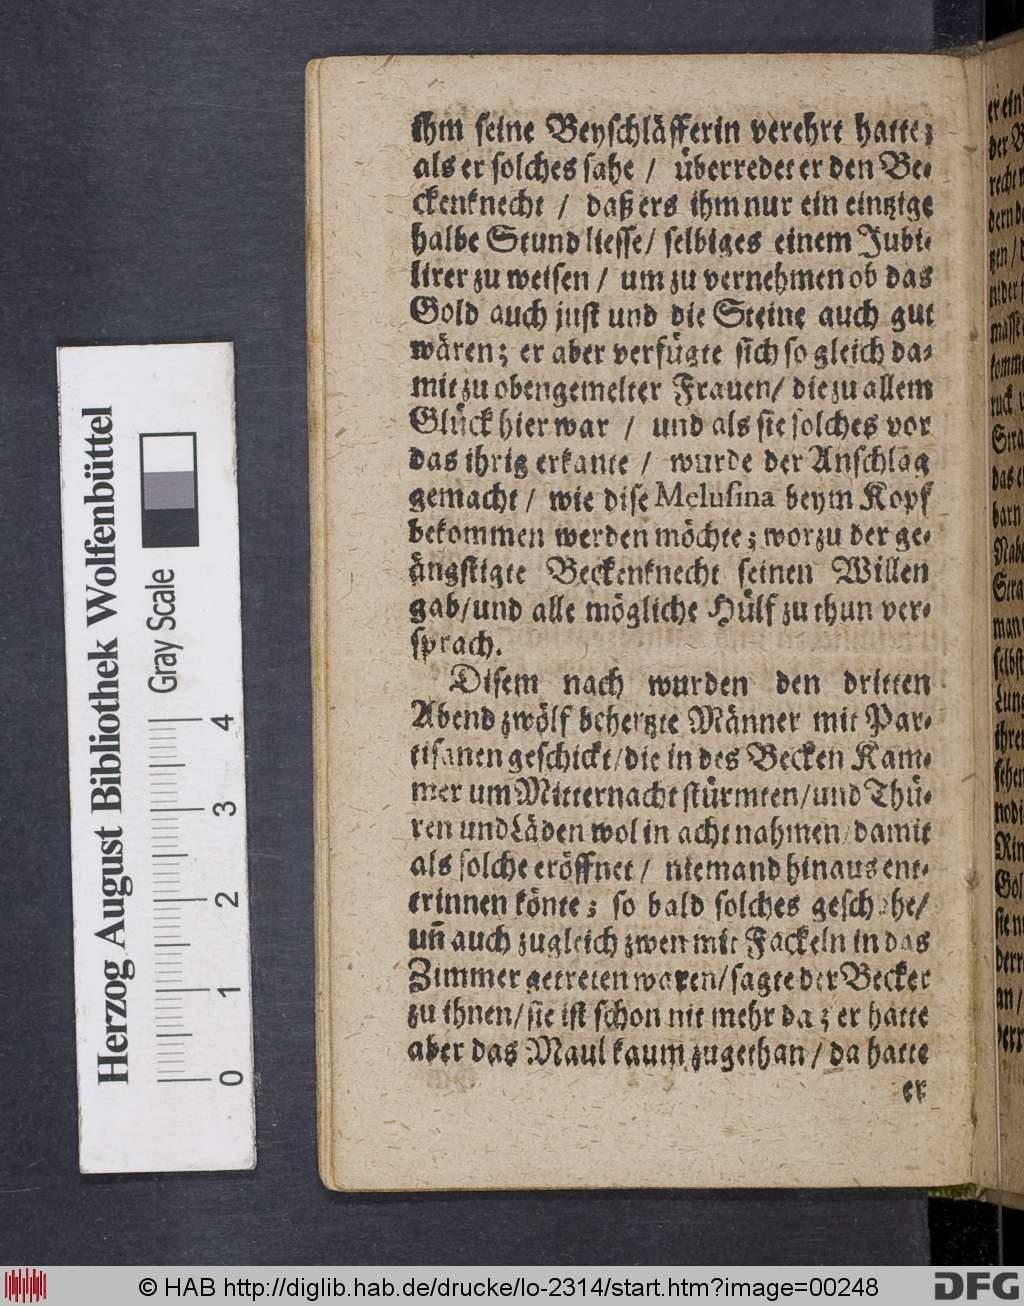 ihm seine Beyschläfferin verehrt hatte;
als er solches sahe / überredet er den Be-
ckenknecht / daß ers ihm nur ein eintzige
halbe Stund liesse / selbiges einem Jubi-
lirer zu weisen / um zu vernehmen ob das
Gold auch just und die Steine auch gut
wären; er aber verfügte sich so gleich da-
mit zu obengemelter Frauen / die zu allem
Glück hier war / und als sie solches vor
das ihrig erkante / wurde der Anschlag
gemacht / wie dise Melusina beym Kopf
bekommen werden möchte; worzu der ge-
ängstigte Beckenknecht seinen Willen
gab / und alle mögliche Hülf zu thun ver-
sprach.
Disem nach wurden den dritten
Abend zwölf behertzte Männer mit Par-
tisanen geschickt / die in des Becken Kam-
mer um Mitternacht stürmten / und Thü-
ren und Läden wol in acht nahmen / damit
als solche eröffnet / niemand hinaus ent-
trinnen könte; so bald solches geschehe /
uñ auch zugleich zwen mit Fackeln in das
Zimmer getreten waren / sagte der Becker
zu ihnen / sie ist schon nit mehr da; er hatte
aber das Maul kaum zugethan / da hatte
er
Herzog August Bibliothek Wolfenbüttel
Gray Scale
0 1 2 3 4
© HAB http://diglib.hab.de/drucke/lo-2314/start.htm?image=00248
DFG